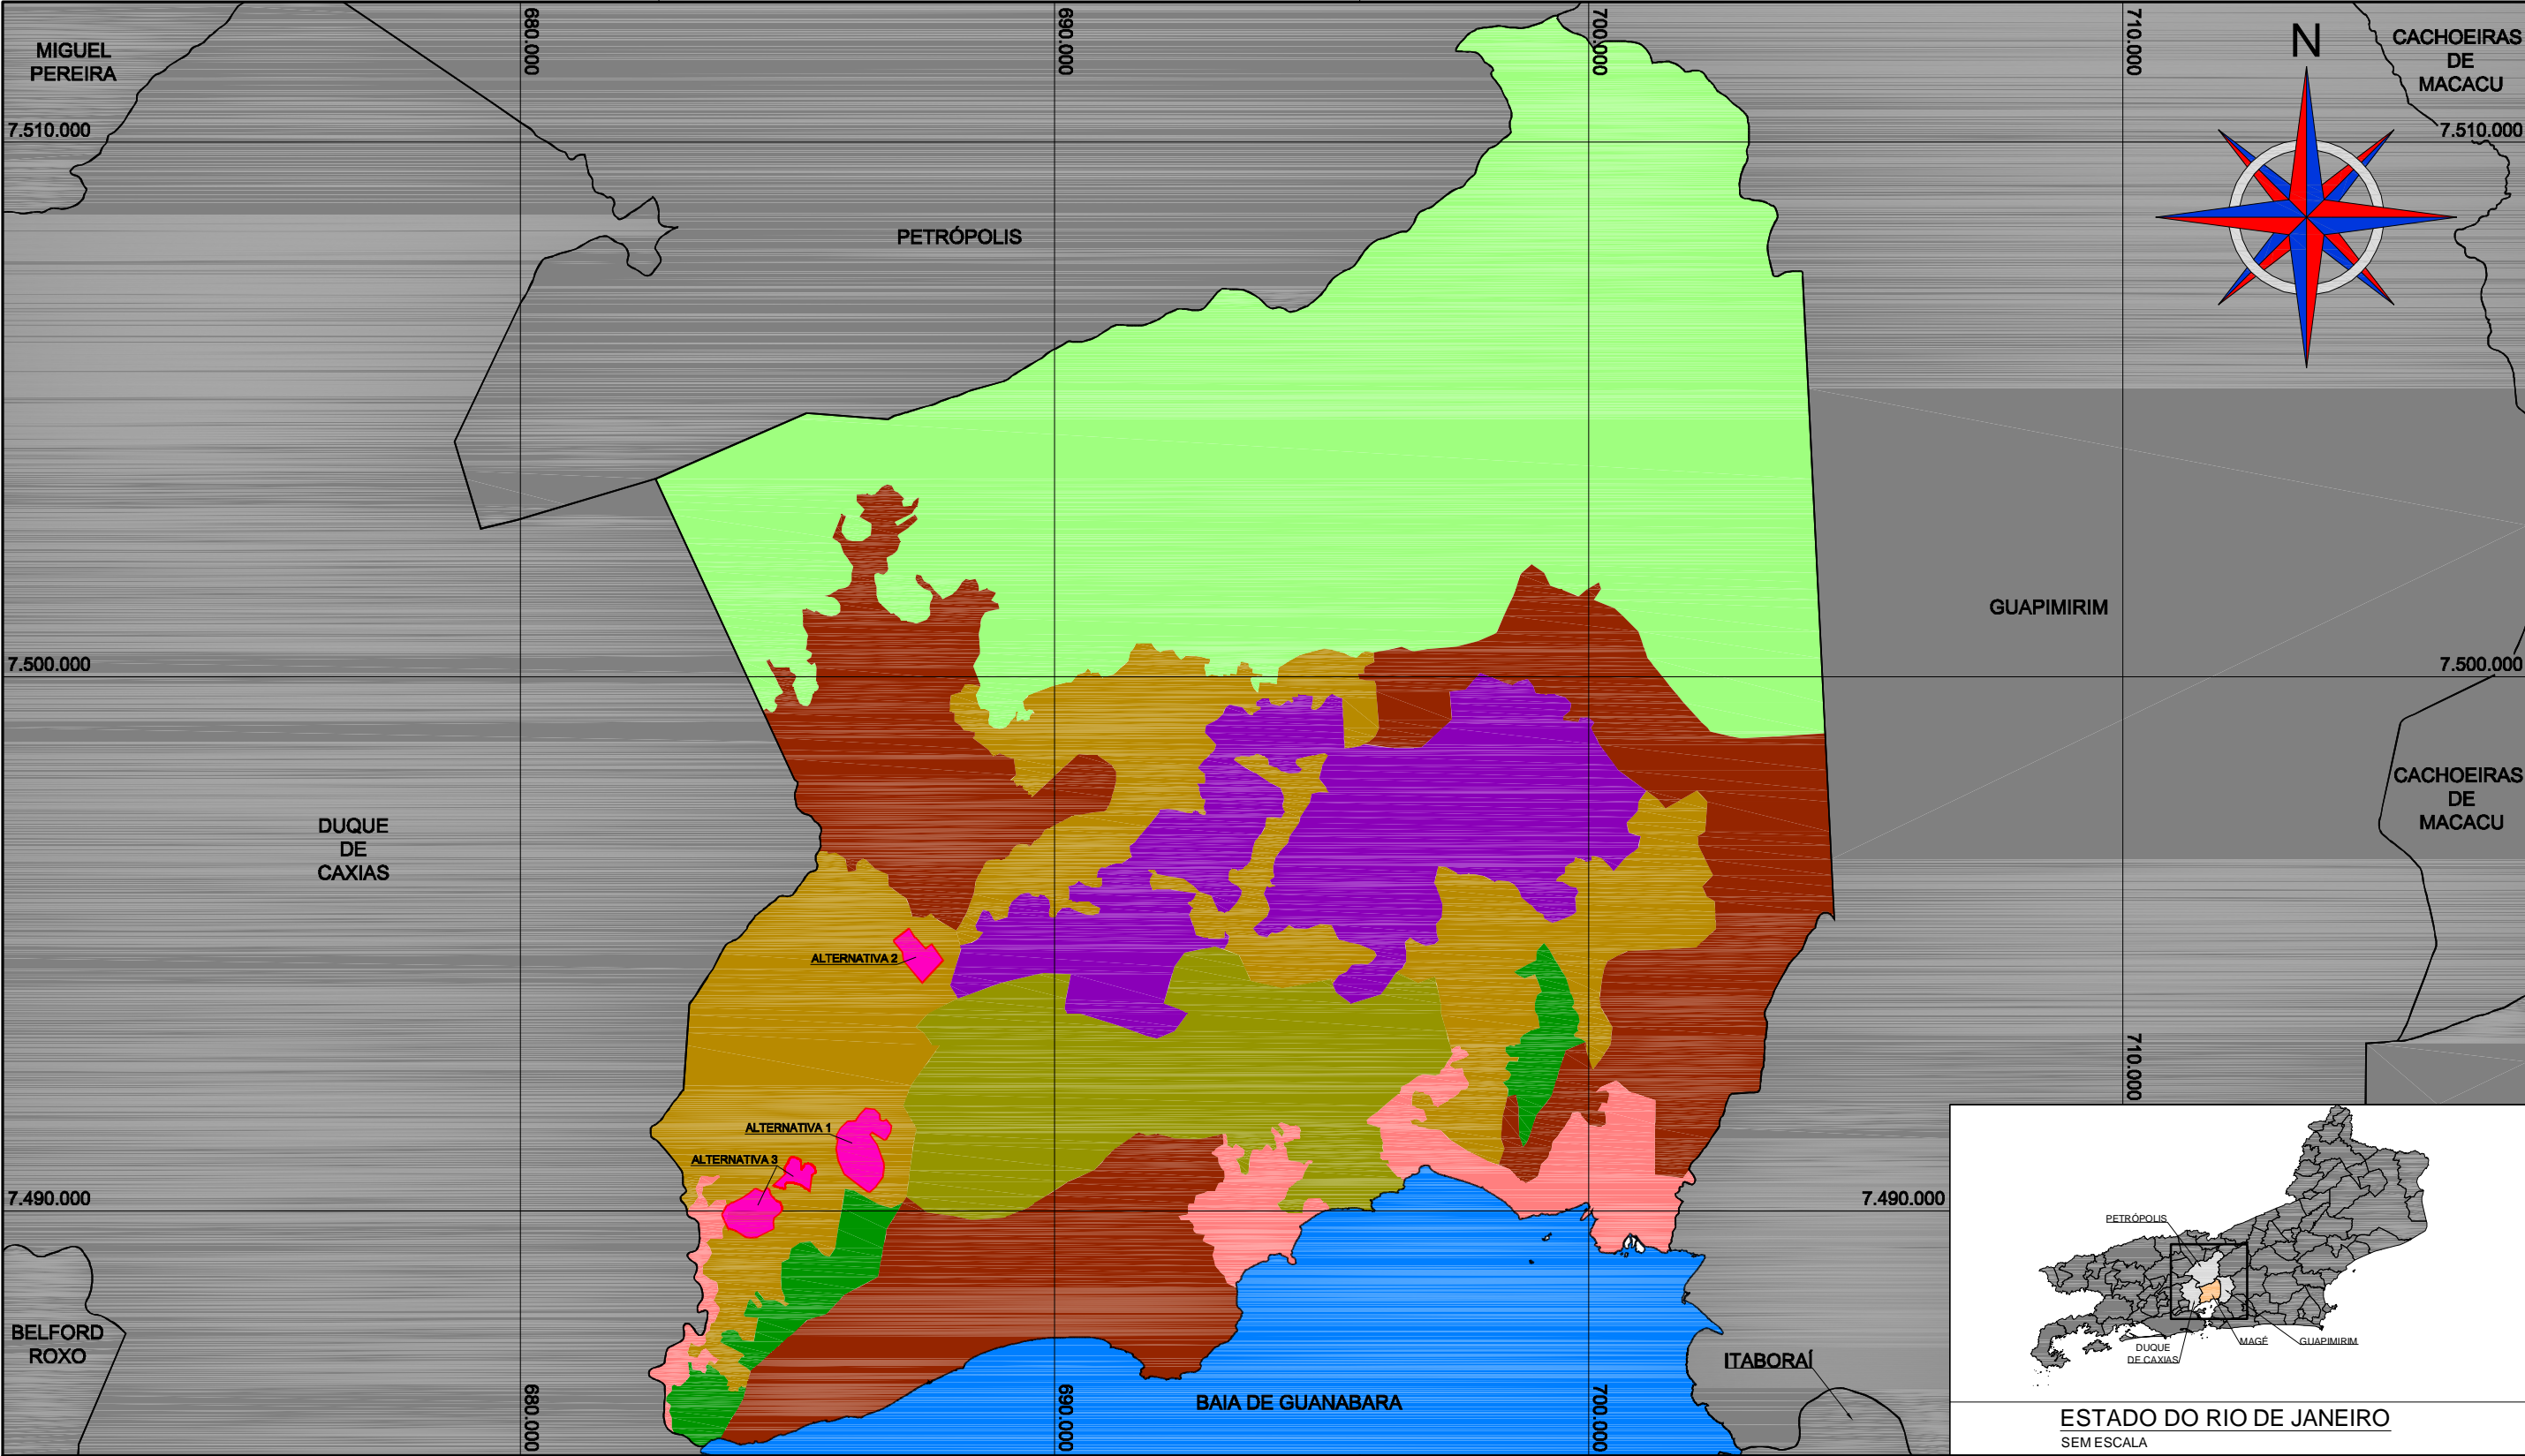 680.000
690.000
700.000
710.000
N
MIGUEL
PEREIRA
CACHOEIRAS
DE
MACACU
7.510.000
7.510.000
PETRÓPOLIS
GUAPIMIRIM
7.500.000
7.500.000
CACHOEIRAS
DE
MACACU
DUQUE
DE
CAXIAS
ALTERNATIVA 2
710.000
ALTERNATIVA 1
ALTERNATIVA 3
7.490.000
7.490.000
BELFORD
ROXO
ITABORAÍ
BAIA DE GUANABARA
680.000
690.000
700.000
PETRÓPOLIS
MAGÉ
GUAPIMIRIM
DUQUE
DE CAXIAS
ESTADO DO RIO DE JANEIRO
SEM ESCALA